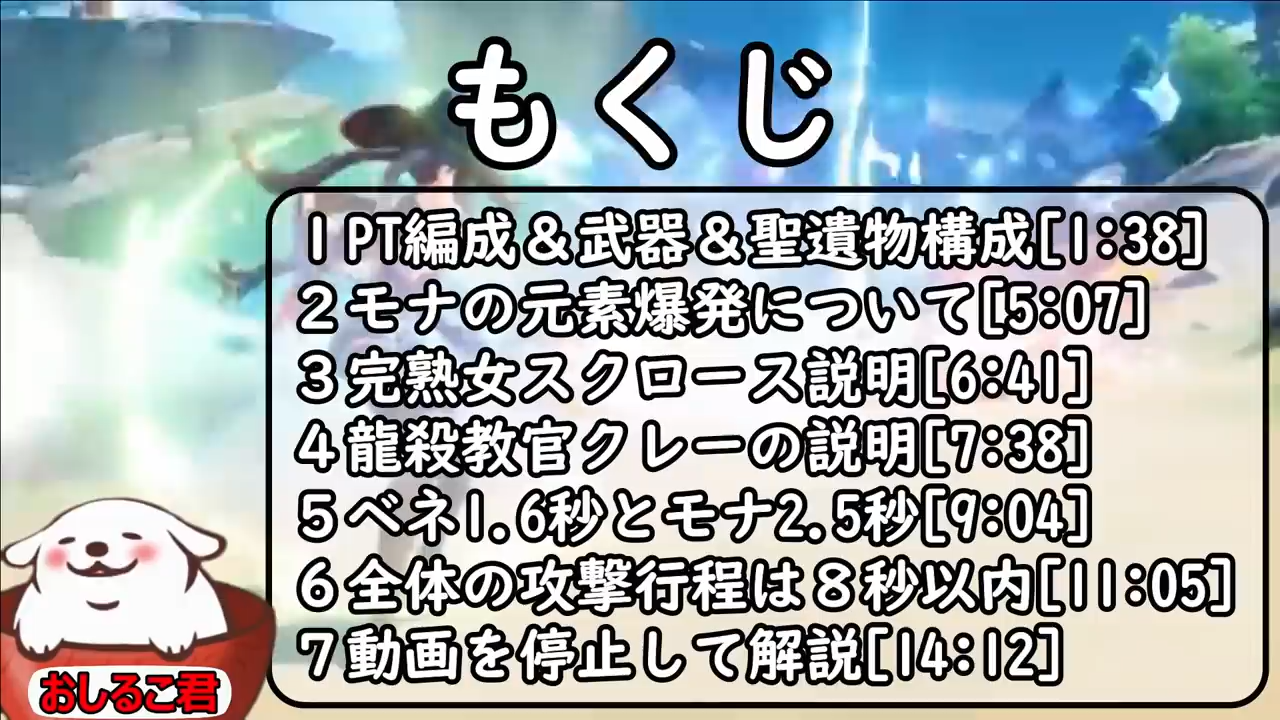 もくじ
１PT編成＆武器＆聖遺物構成[1:38]
２モナの元素爆発について[5:07]
３完熟女スクロース説明[6:41]
４龍殺教官クレーの説明[7:38]
５ベネ1.6秒とモナ2.5秒[9:04]
６全体の攻撃行程は８秒以内[11:05]
７動画を停止して解説[14:12]
おしるこ君